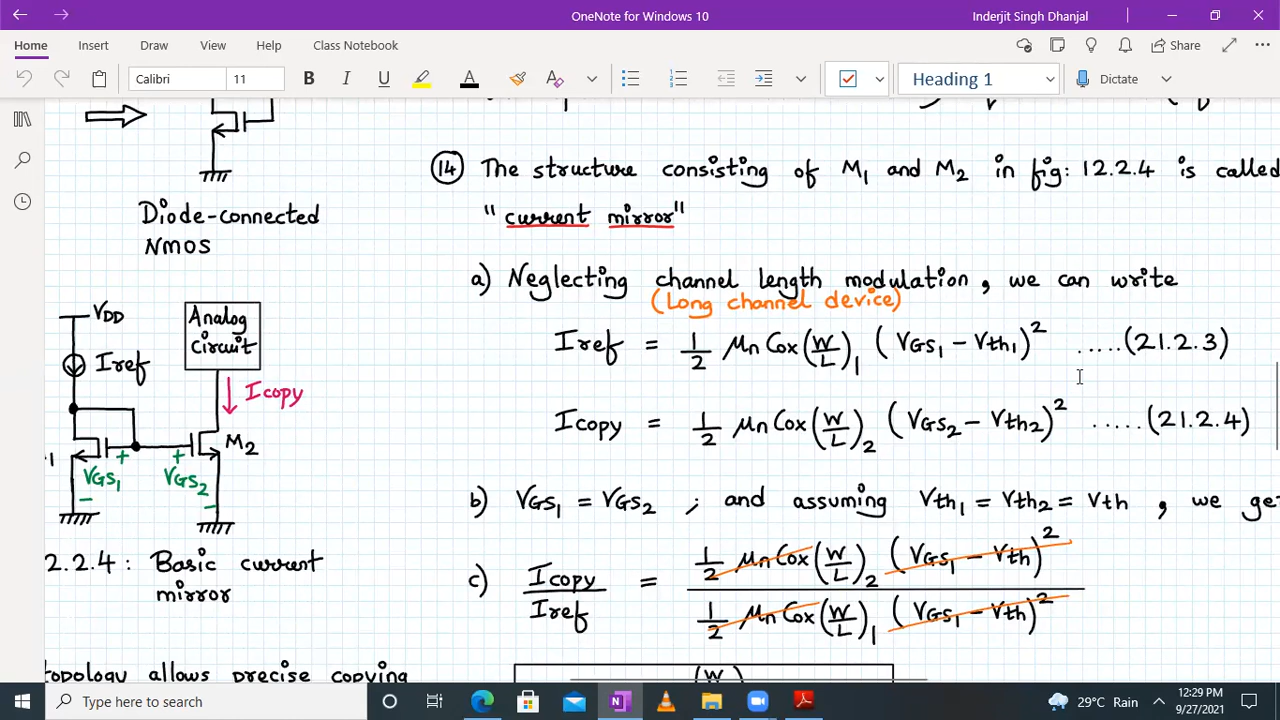 OneNote for Windows 10
Inderjit Singh Dhanjal
Home Insert Draw View Help Class Notebook Share
Calibri 11 B I U A Heading 1 Dictate
14 The structure consisting of M1 and M2 in fig: 12.2.4 is called
"current mirror"
Diode-connected
NMOS
a) Neglecting channel length modulation, we can write
(Long channel device)
VDD
Analog
Circuit
Iref
Icopy
M2
1
VGS1 + −
+ VGS2 −
Iref = 1/2 μn Cox (W/L)1 (VGS1 − Vth1)² .....(21.2.3)
Icopy = 1/2 μn Cox (W/L)2 (VGS2 − Vth2)² .....(21.2.4)
b) VGS1 = VGS2 ; and assuming Vth1 = Vth2 = Vth , we get
2.2.4 : Basic current
mirror
c) Icopy/Iref = 1/2 μn Cox (W/L)2 (VGS1 − Vth)² / 1/2 μn Cox (W/L)1 (VGS1 − Vth)²
topology allows precise copying
(W
Type here to search
29°C Rain
12:29 PM
9/27/2021